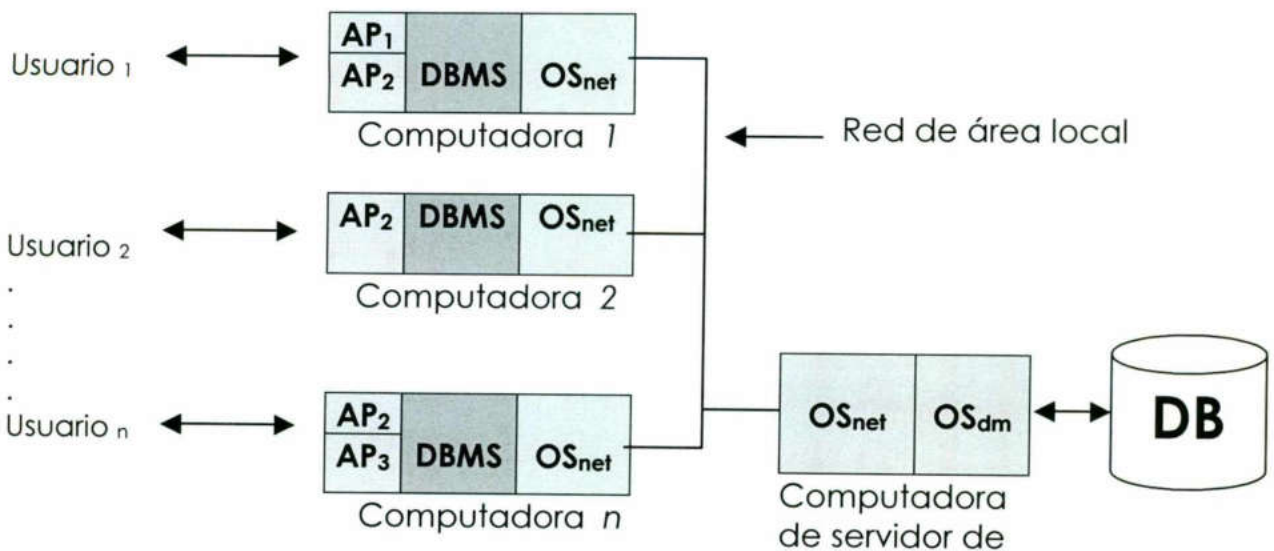 Usuario 1
AP1
AP2
DBMS
OSnet
Computadora 1
Red de área local
Usuario 2
AP2
DBMS
OSnet
Computadora 2
.
.
.
.
Usuario n
AP2
AP3
DBMS
OSnet
Computadora n
OSnet
OSdm
DB
Computadora
de servidor de